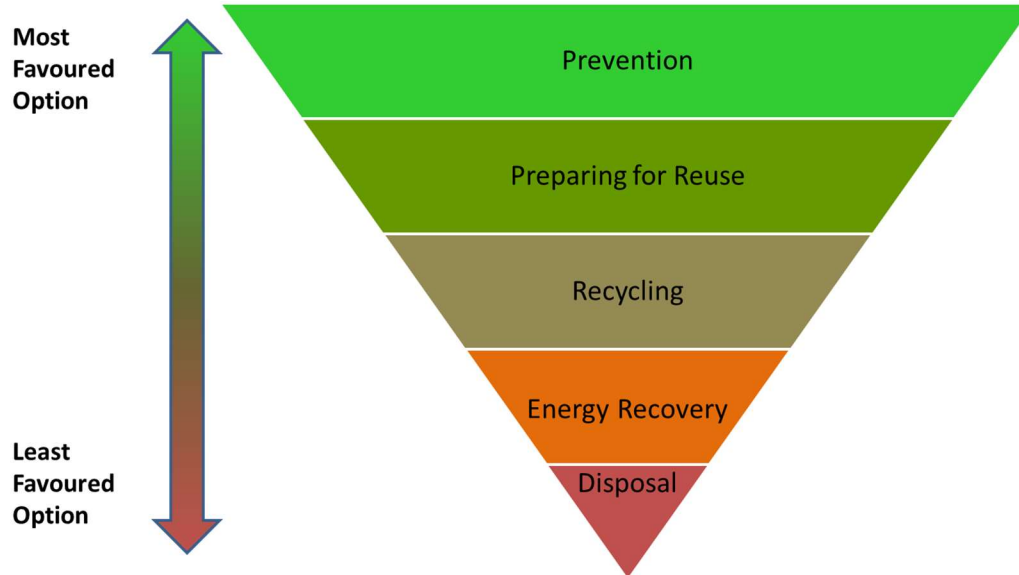 Most
Favoured
Option
Prevention
Preparing for Reuse
Recycling
Energy Recovery
Least
Favoured
Option
Disposal